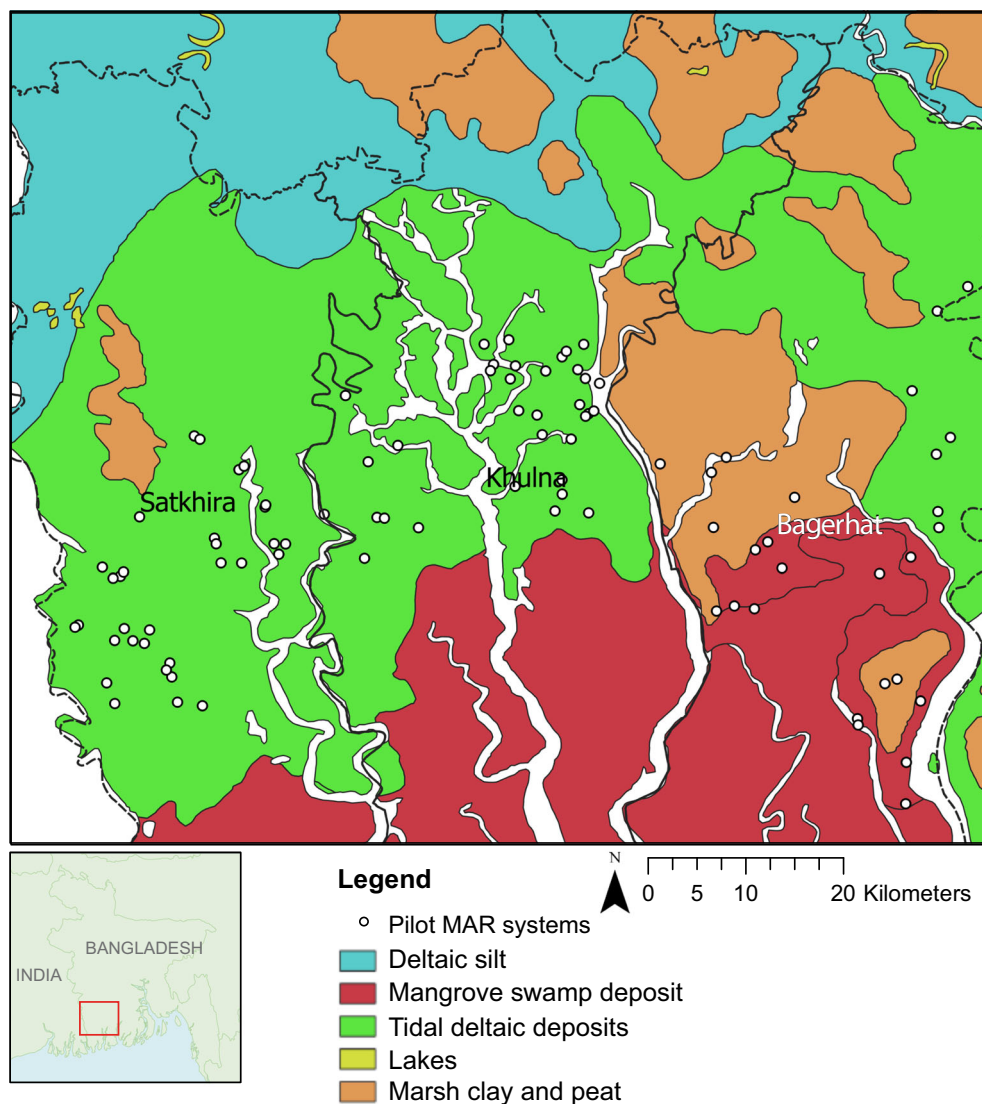 Satkhira
Khulna
Bagerhat
BANGLADESH
INDIA
Legend
Pilot MAR systems
Deltaic silt
Mangrove swamp deposit
Tidal deltaic deposits
Lakes
Marsh clay and peat
N
0 5 10 20 Kilometers